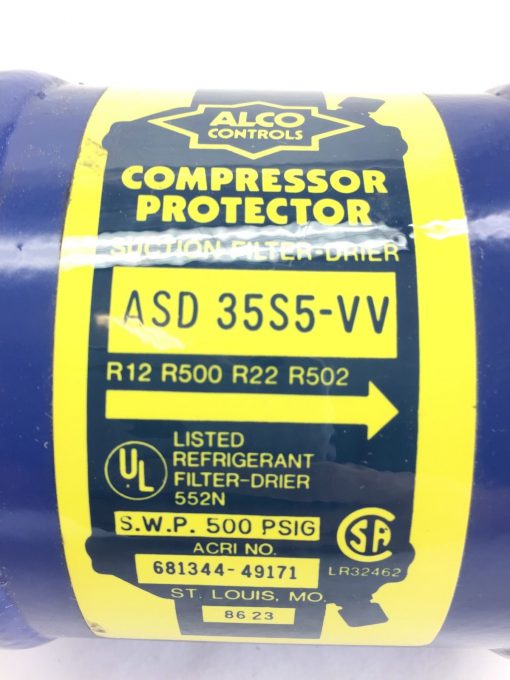 ALCO
CONTROLS
COMPRESSOR
PROTECTOR
SUCTION FILTER-DRIER
ASD 35S5-VV
R12 R500 R22 R502
UL
LISTED
REFRIGERANT
FILTER-DRIER
552N
S.W.P. 500 PSIG
ACRI NO.
681344-49171
SA
LR32462
ST. LOUIS, MO.
86 23